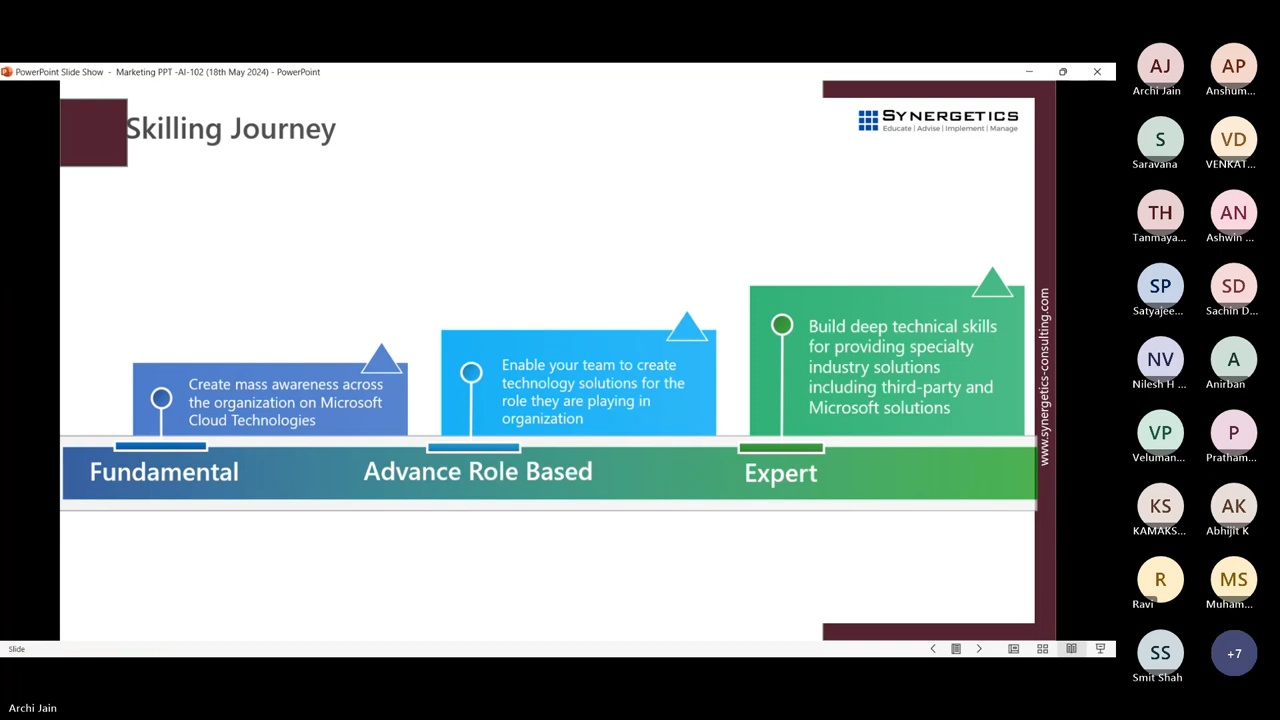 PowerPoint Slide Show - Marketing PPT -AI-102 (18th May 2024) - PowerPoint
Skilling Journey
SYNERGETICS
Educate | Advise | Implement | Manage
Create mass awareness across
the organization on Microsoft
Cloud Technologies
Enable your team to create
technology solutions for the
role they are playing in
organization
Build deep technical skills
for providing specialty
industry solutions
including third-party and
Microsoft solutions
Fundamental
Advance Role Based
Expert
www.synergetics-consulting.com
Slide
Archi Jain
AJ
Archi Jain
AP
Anshum...
S
Saravana
VD
VENKAT...
TH
Tanmaya...
AN
Ashwin ...
SP
Satyajee...
SD
Sachin D...
NV
Nilesh H ...
A
Anirban
VP
Veluman...
P
Pratham...
KS
KAMAKS...
AK
Abhijit K
R
Ravi
MS
Muham...
SS
Smit Shah
+7